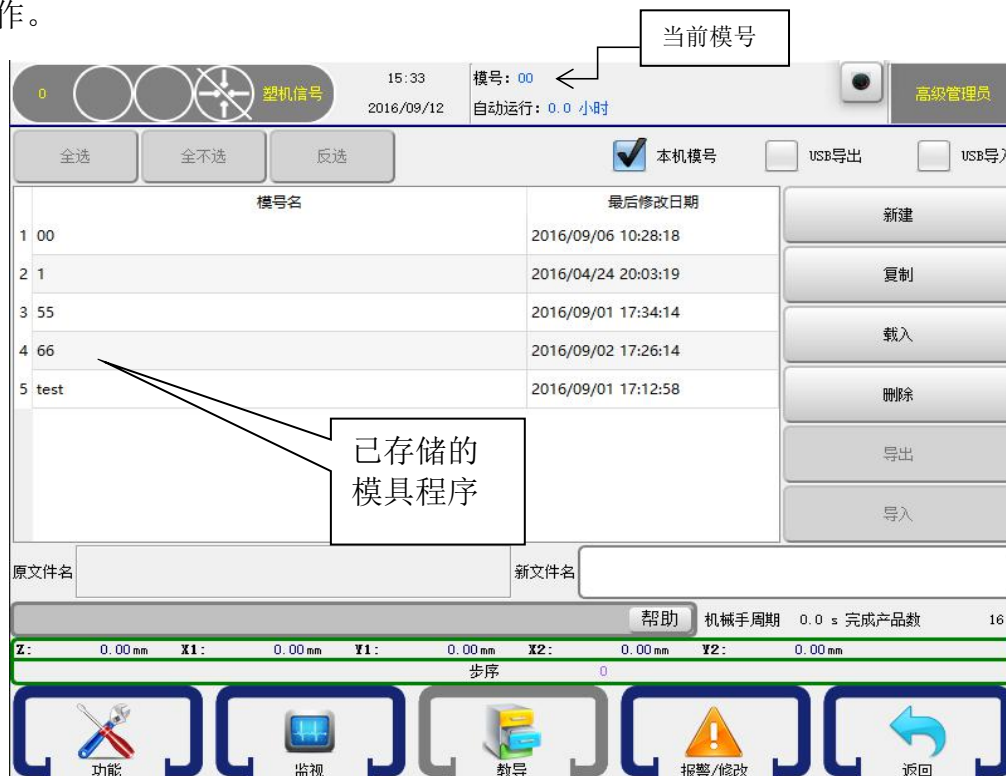 作。
当前模号
0 塑机信号 15:33 模号: 00 高级管理员
2016/09/12 自动运行: 0.0 小时
全选 全不选 反选 本机模号 USB导出 USB导入
模号名 最后修改日期 新建
1 00 2016/09/06 10:28:18
2 1 2016/04/24 20:03:19 复制
3 55 2016/09/01 17:34:14
载入
4 66 2016/09/02 17:26:14
5 test 2016/09/01 17:12:58 删除
已存储的
模具程序
导出
导入
原文件名 新文件名
帮助 机械手周期 0.0 s 完成产品数 16
Z: 0.00mm X1: 0.00mm Y1: 0.00mm X2: 0.00mm Y2: 0.00mm
步序 0
功能 监视 教导 报警/修改 返回